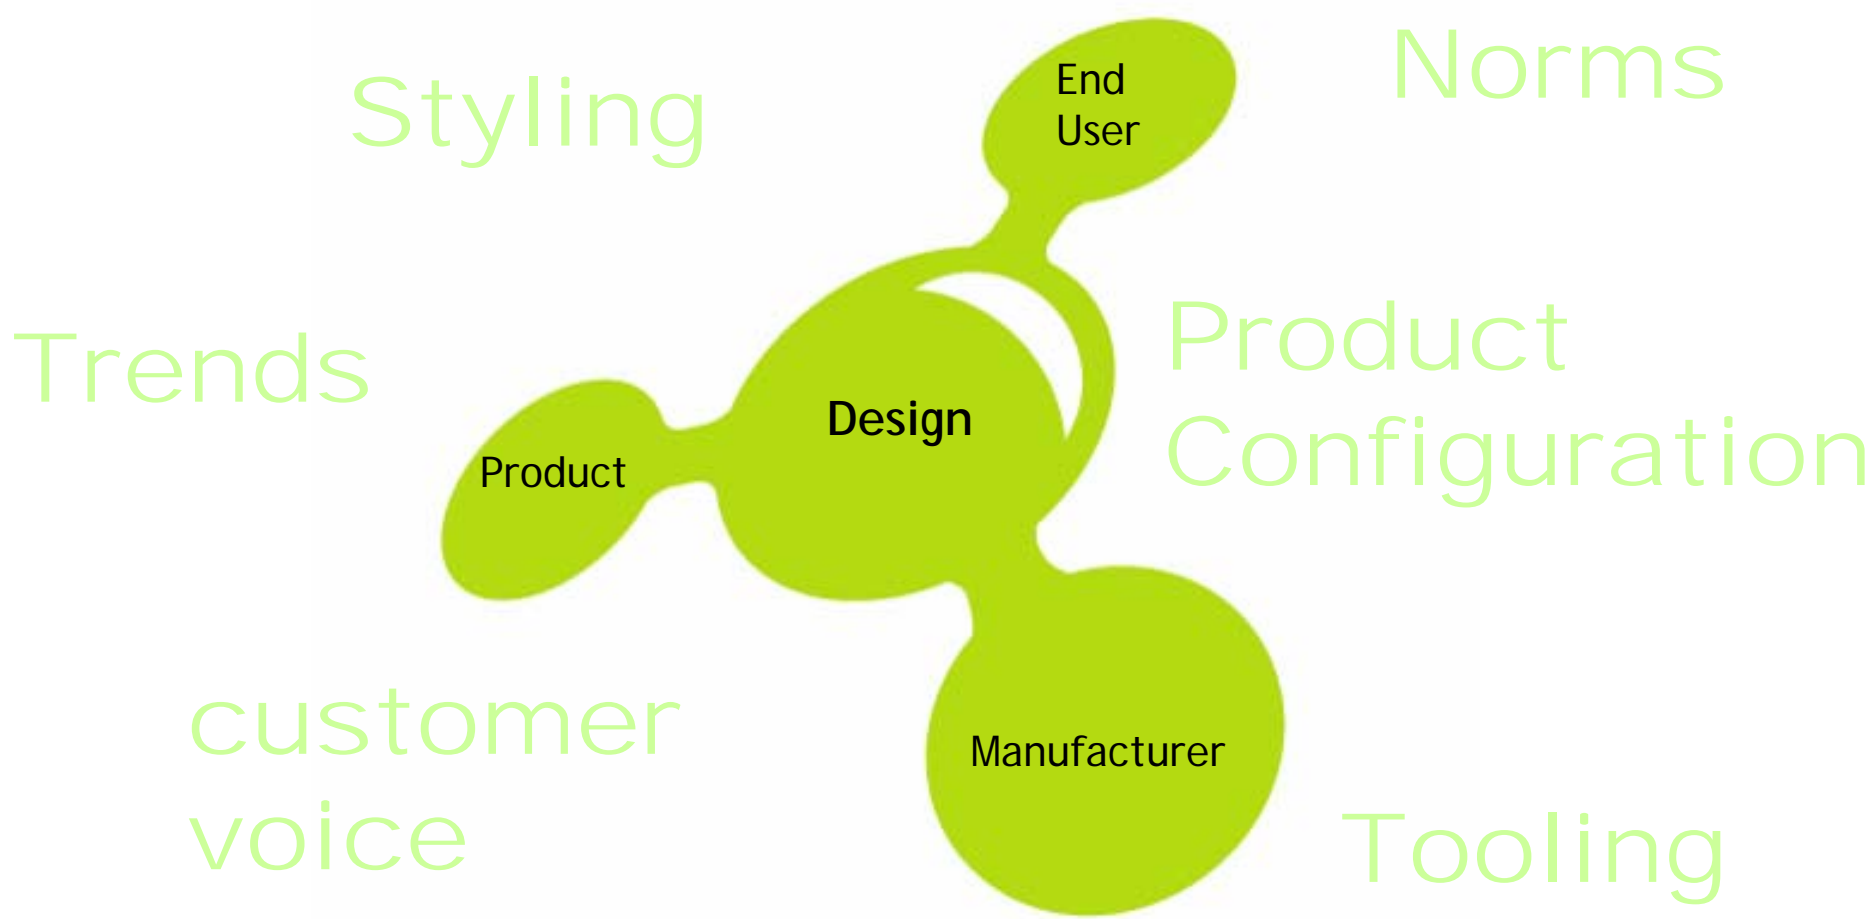 Norms
Styling
End
User
Product
Configuration
Trends
Design
Product
customer
voice
Manufacturer
Tooling